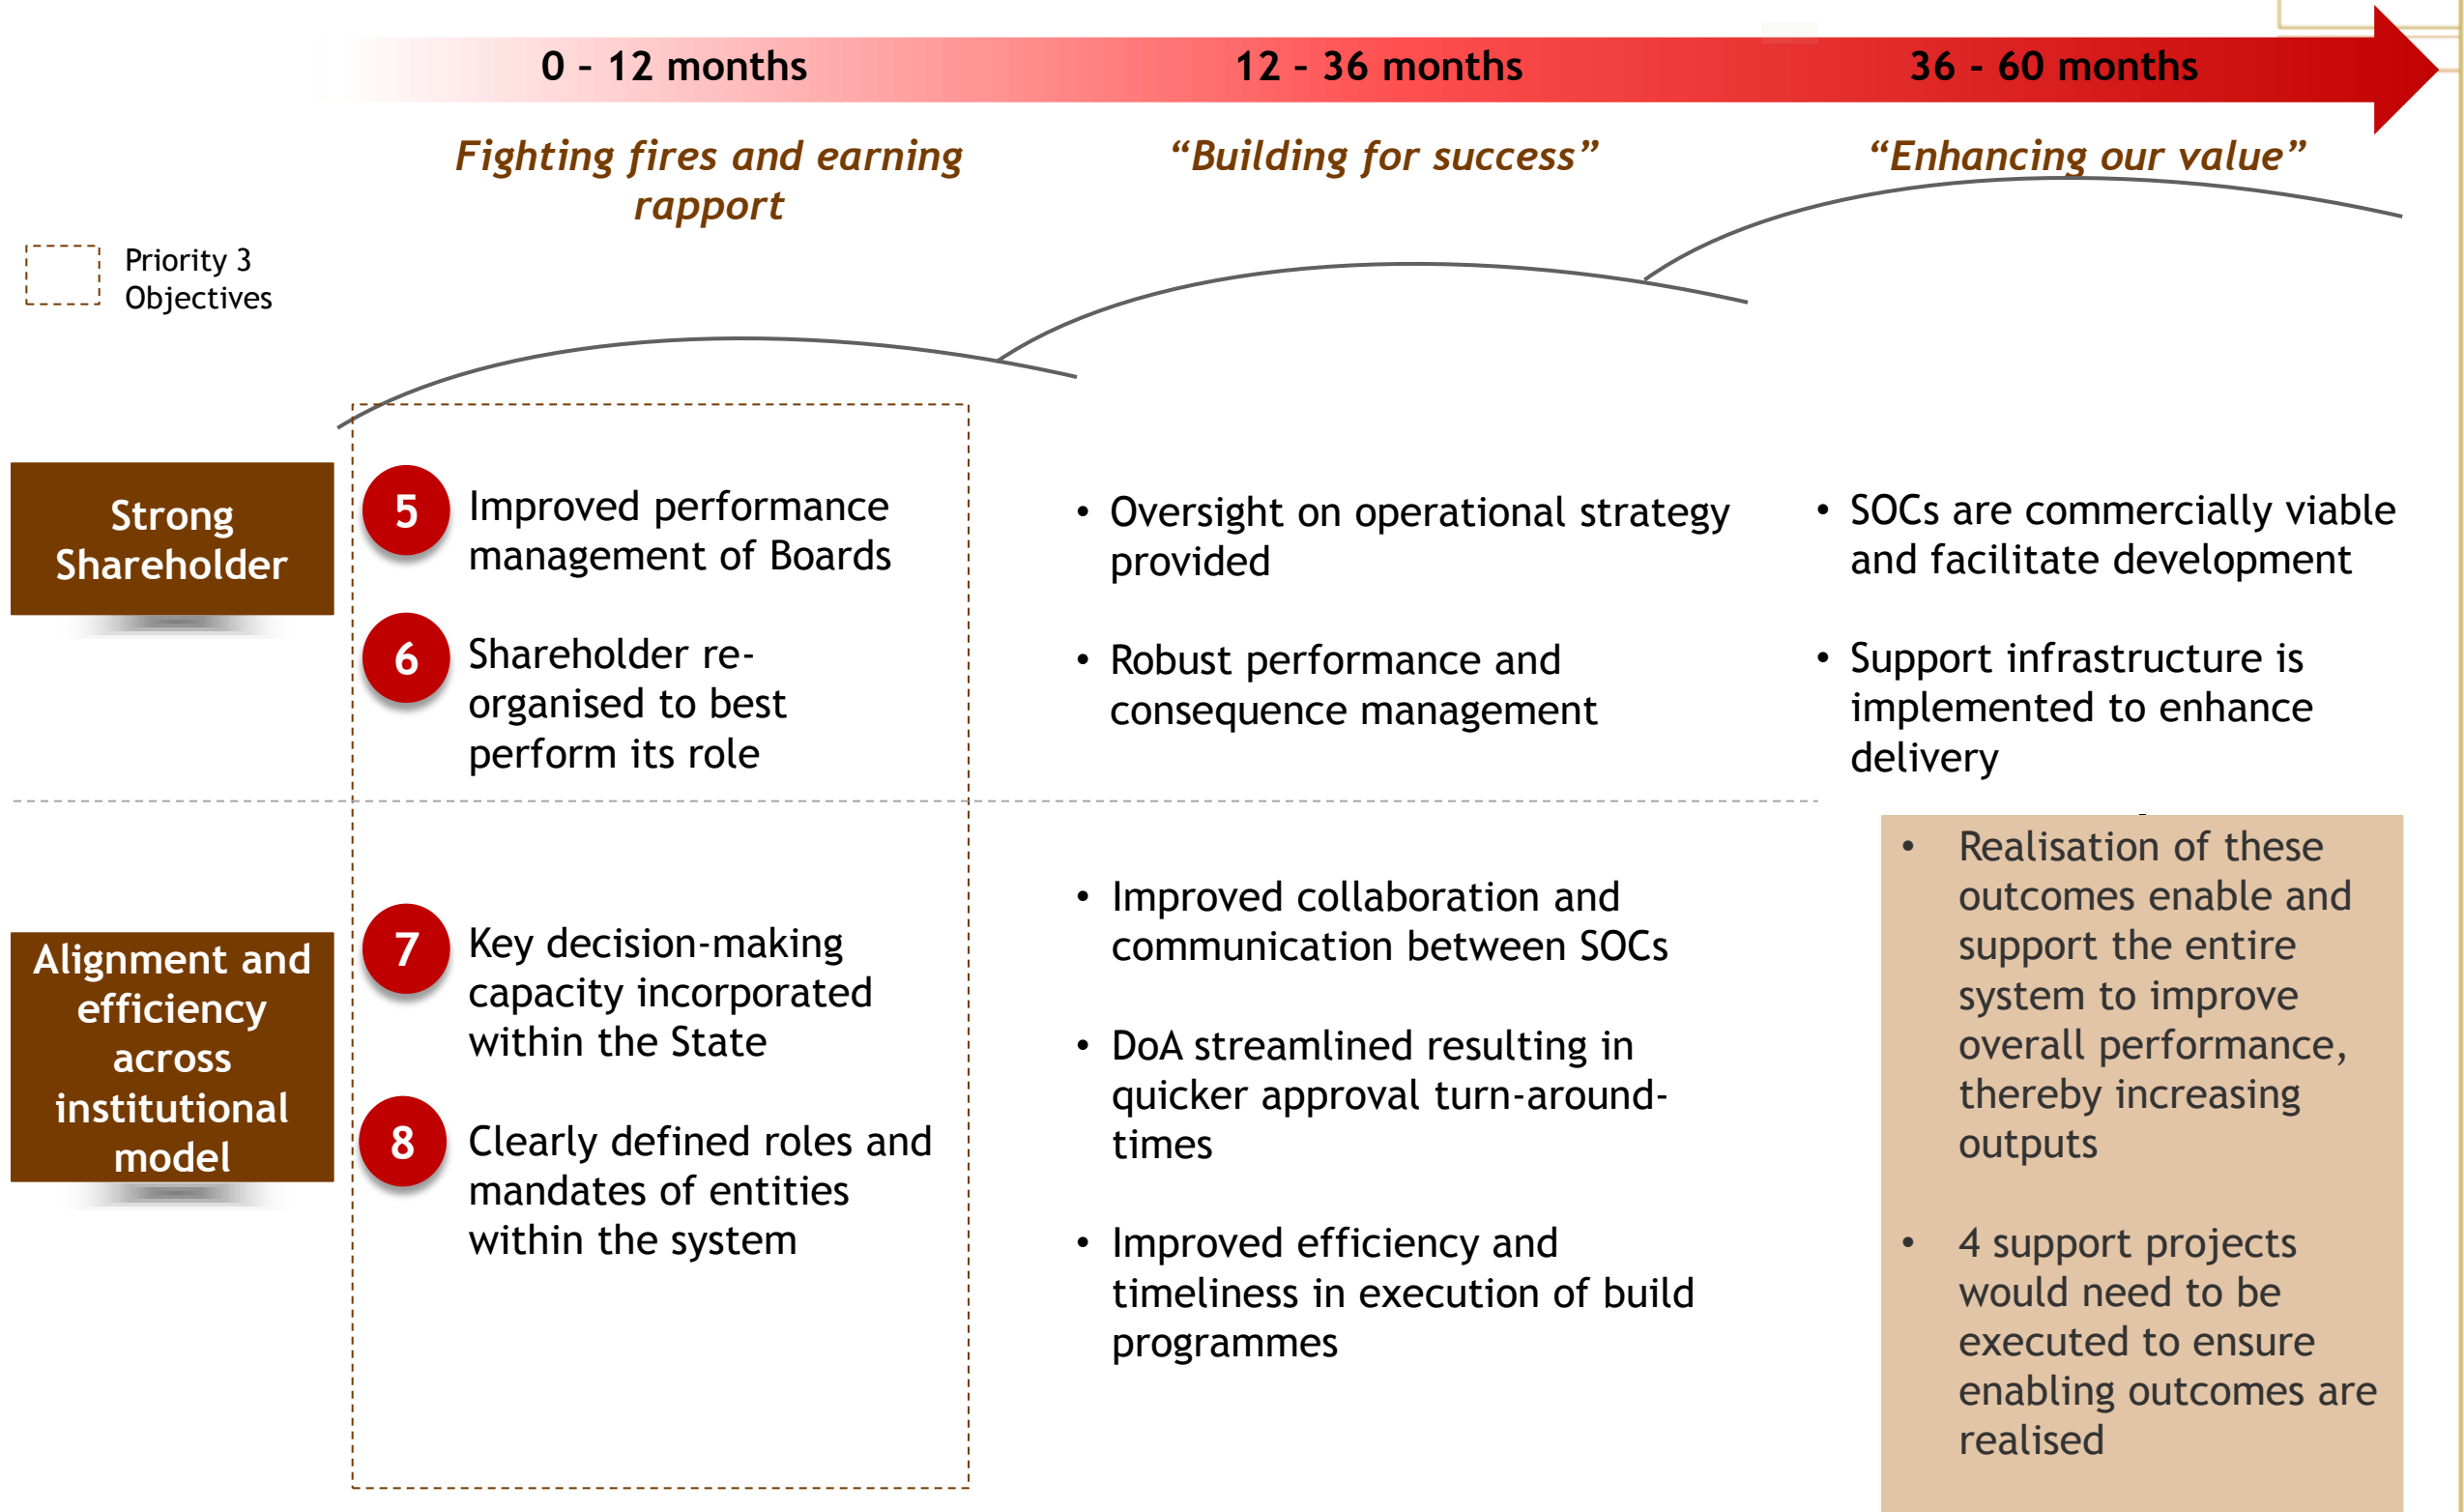 0 – 12 months
12 – 36 months
36 - 60 months
Fighting fires and earning
rapport
“Building for success”
“Enhancing our value”
Priority 3
Objectives
Strong
Shareholder
5
Improved performance
management of Boards
6
Shareholder re-
organised to best
perform its role
• Oversight on operational strategy
provided
• Robust performance and
consequence management
• SOCs are commercially viable
and facilitate development
• Support infrastructure is
implemented to enhance
delivery
Alignment and
efficiency
across
institutional
model
7
Key decision-making
capacity incorporated
within the State
8
Clearly defined roles and
mandates of entities
within the system
• Improved collaboration and
communication between SOCs
• DoA streamlined resulting in
quicker approval turn-around-
times
• Improved efficiency and
timeliness in execution of build
programmes
• Realisation of these
outcomes enable and
support the entire
system to improve
overall performance,
thereby increasing
outputs
• 4 support projects
would need to be
executed to ensure
enabling outcomes are
realised